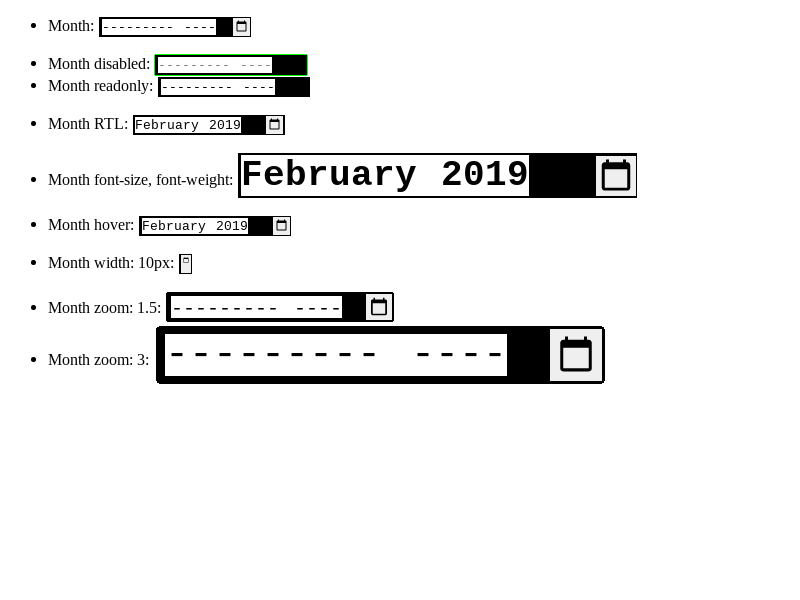 Month: --------- ----
Month disabled: --------- ----
Month readonly: --------- ----
Month RTL: February 2019
Month font-size, font-weight: February 2019
Month hover: February 2019
Month width: 10px:
Month zoom: 1.5: --------- ----
Month zoom: 3: --------- ----